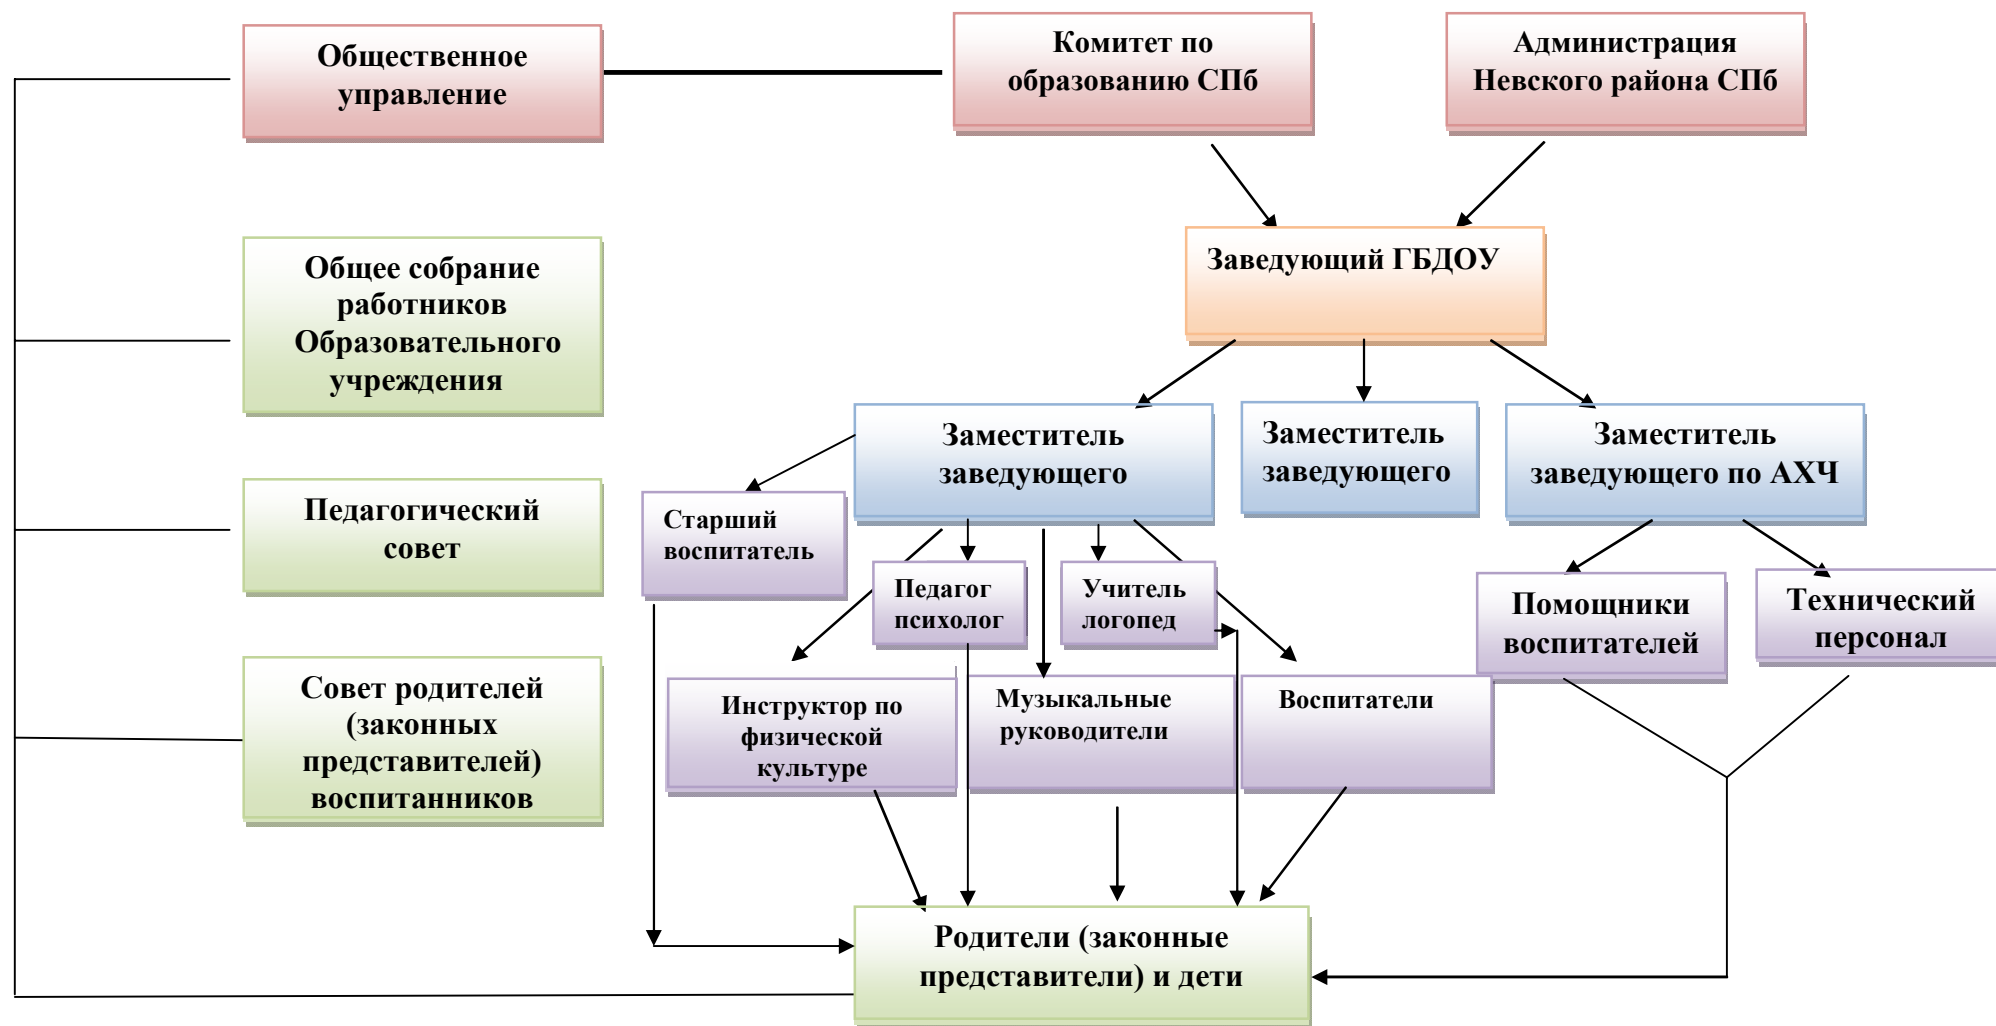 Общественное
управление
Комитет по
образованию СПб
Администрация
Невского района СПб
Общее собрание
работников
Образовательного
учреждения
Заведующий ГБДОУ
Заместитель
заведующего
Заместитель
заведующего
Заместитель
заведующего по АХЧ
Педагогический
совет
Старший
воспитатель
Педагог
психолог
Учитель
логопед
Помощники
воспитателей
Технический
персонал
Совет родителей
(законных
представителей)
воспитанников
Инструктор по
физической
культуре
Музыкальные
руководители
Воспитатели
Родители (законные
представители) и дети